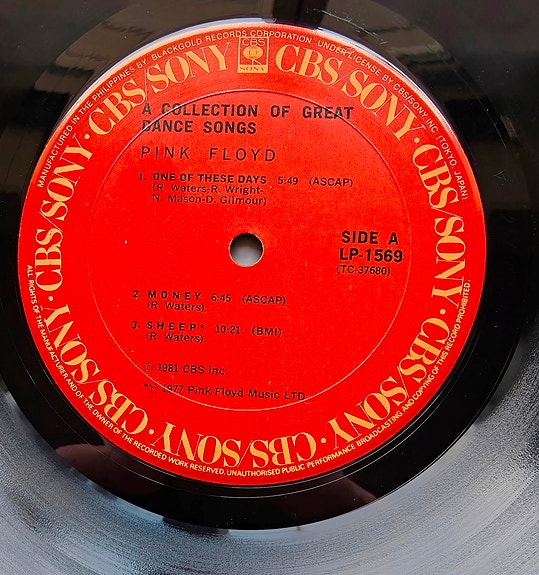 MANUFACTURED IN THE PHILIPPINES BY BLACKGOLD RECORDS CORPORATION UNDER LICENSE BY CBS/SONY INC. (TOKYO, JAPAN)
CBS/SONY · CBS/SONY · CBS/SONY · CBS/SONY · CBS/SONY · CBS/SONY · CBS/SONY · CBS/SONY
CBS
SONY
A COLLECTION OF GREAT
DANCE SONGS
PINK FLOYD
1. ONE OF THESE DAYS 5:49 (ASCAP)
(R. Waters-R. Wright-
N. Mason-D. Gilmour)
SIDE A
LP-1569
(TC-37680)
2. MONEY 6:45 (ASCAP)
(R. Waters)
3. SHEEP* 10:21 (BMI)
(R. Waters)
© 1981 CBS Inc.
*℗ 1977 Pink Floyd Music LTD.
ALL RIGHTS OF THE MANUFACTURER AND OF THE OWNER OF THE RECORDED WORK RESERVED. UNAUTHORISED PUBLIC PERFORMANCE BROADCASTING AND COPYING OF THIS RECORD PROHIBITED.